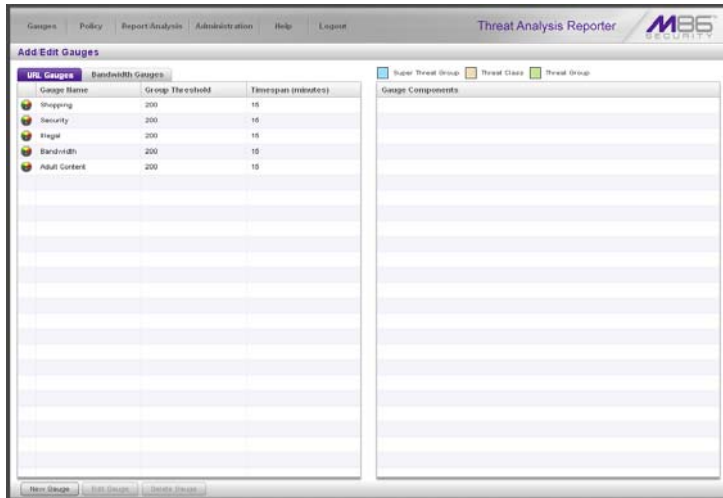 Gauges Policy Report/Analysis Administration Help Logout
Threat Analysis Reporter
M86 SECURITY
Add/Edit Gauges
URL Gauges Bandwidth Gauges
Gauge Name Group Threshold Timespan (minutes)
Shopping 200 15
Security 200 15
Illegal 200 15
Bandwidth 200 15
Adult Content 200 15
Super Threat Group Threat Class Threat Group
Gauge Components
New Gauge Edit Gauge Delete Gauge